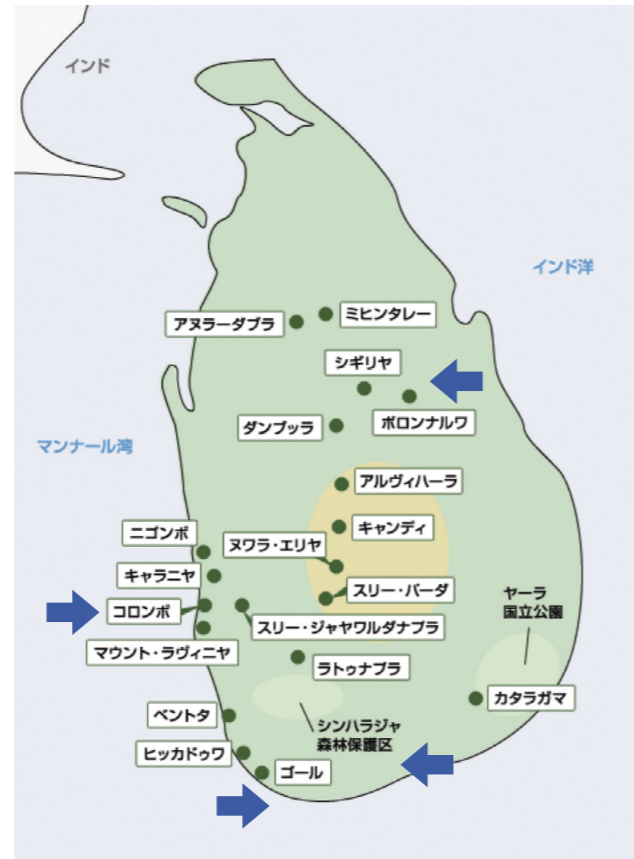 インド
インド洋
ミヒンタレー
アヌラーダプラ
シギリヤ
ポロンナルワ
ダンブッラ
マンナール湾
アルヴィハーラ
キャンディ
ニゴンボ
ヌワラ・エリヤ
キャラニヤ
スリー・パーダ
ヤーラ
国立公園
コロンボ
スリー・ジャヤワルダナプラ
マウント・ラヴィニヤ
ラトゥナプラ
カタラガマ
ベントタ
シンハラジャ
森林保護区
ヒッカドゥワ
ゴール